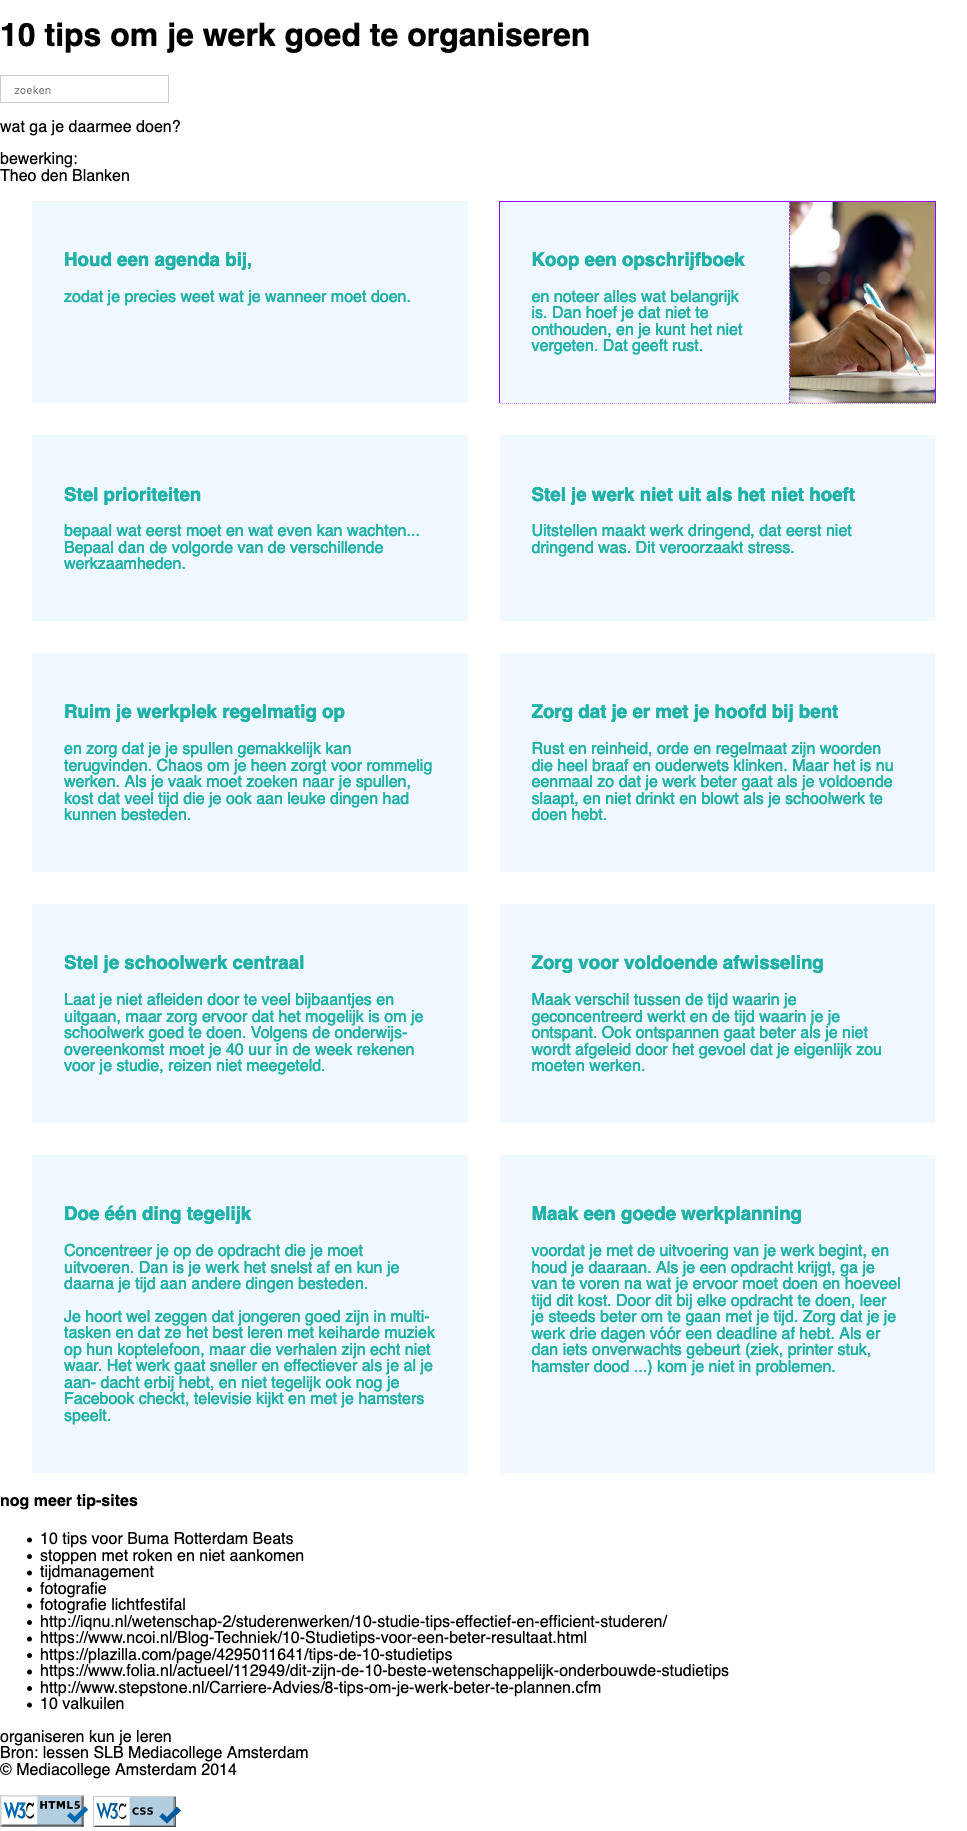 10 tips om je werk goed te organiseren
zoeken
wat ga je daarmee doen?
bewerking:
Theo den Blanken
Houd een agenda bij,
zodat je precies weet wat je wanneer moet doen.
Koop een opschrijfboek
en noteer alles wat belangrijk
is. Dan hoef je dat niet te
onthouden, en je kunt het niet
vergeten. Dat geeft rust.
Stel prioriteiten
bepaal wat eerst moet en wat even kan wachten...
Bepaal dan de volgorde van de verschillende
werkzaamheden.
Stel je werk niet uit als het niet hoeft
Uitstellen maakt werk dringend, dat eerst niet
dringend was. Dit veroorzaakt stress.
Ruim je werkplek regelmatig op
en zorg dat je je spullen gemakkelijk kan
terugvinden. Chaos om je heen zorgt voor rommelig
werken. Als je vaak moet zoeken naar je spullen,
kost dat veel tijd die je ook aan leuke dingen had
kunnen besteden.
Zorg dat je er met je hoofd bij bent
Rust en reinheid, orde en regelmaat zijn woorden
die heel braaf en ouderwets klinken. Maar het is nu
eenmaal zo dat je werk beter gaat als je voldoende
slaapt, en niet drinkt en blowt als je schoolwerk te
doen hebt.
Stel je schoolwerk centraal
Laat je niet afleiden door te veel bijbaantjes en
uitgaan, maar zorg ervoor dat het mogelijk is om je
schoolwerk goed te doen. Volgens de onderwijs-
overeenkomst moet je 40 uur in de week rekenen
voor je studie, reizen niet meegeteld.
Zorg voor voldoende afwisseling
Maak verschil tussen de tijd waarin je
geconcentreerd werkt en de tijd waarin je je
ontspant. Ook ontspannen gaat beter als je niet
wordt afgeleid door het gevoel dat je eigenlijk zou
moeten werken.
Doe één ding tegelijk
Concentreer je op de opdracht die je moet
uitvoeren. Dan is je werk het snelst af en kun je
daarna je tijd aan andere dingen besteden.
Je hoort wel zeggen dat jongeren goed zijn in multi-
tasken en dat ze het best leren met keiharde muziek
op hun koptelefoon, maar die verhalen zijn echt niet
waar. Het werk gaat sneller en effectiever als je al je
aan- dacht erbij hebt, en niet tegelijk ook nog je
Facebook checkt, televisie kijkt en met je hamsters
speelt.
Maak een goede werkplanning
voordat je met de uitvoering van je werk begint, en
houd je daaraan. Als je een opdracht krijgt, ga je
van te voren na wat je ervoor moet doen en hoeveel
tijd dit kost. Door dit bij elke opdracht te doen, leer
je steeds beter om te gaan met je tijd. Zorg dat je je
werk drie dagen vóór een deadline af hebt. Als er
dan iets onverwachts gebeurt (ziek, printer stuk,
hamster dood ...) kom je niet in problemen.
nog meer tip-sites
• 10 tips voor Buma Rotterdam Beats
• stoppen met roken en niet aankomen
• tijdmanagement
• fotografie
• fotografie lichtfestifal
• http://iqnu.nl/wetenschap-2/studerenwerken/10-studie-tips-effectief-en-efficient-studeren/
• https://www.ncoi.nl/Blog-Techniek/10-Studietips-voor-een-beter-resultaat.html
• https://plazilla.com/page/4295011641/tips-de-10-studietips
• https://www.folia.nl/actueel/112949/dit-zijn-de-10-beste-wetenschappelijk-onderbouwde-studietips
• http://www.stepstone.nl/Carriere-Advies/8-tips-om-je-werk-beter-te-plannen.cfm
• 10 valkuilen
organiseren kun je leren
Bron: lessen SLB Mediacollege Amsterdam
© Mediacollege Amsterdam 2014
W3C HTML5 W3C CSS